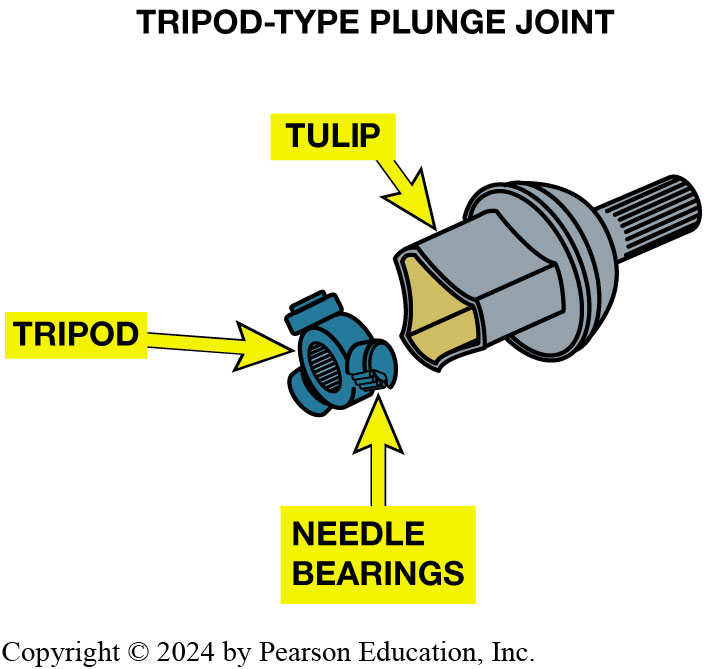 TRIPOD-TYPE PLUNGE JOINT
TULIP
TRIPOD
NEEDLE
BEARINGS
Copyright © 2024 by Pearson Education, Inc.